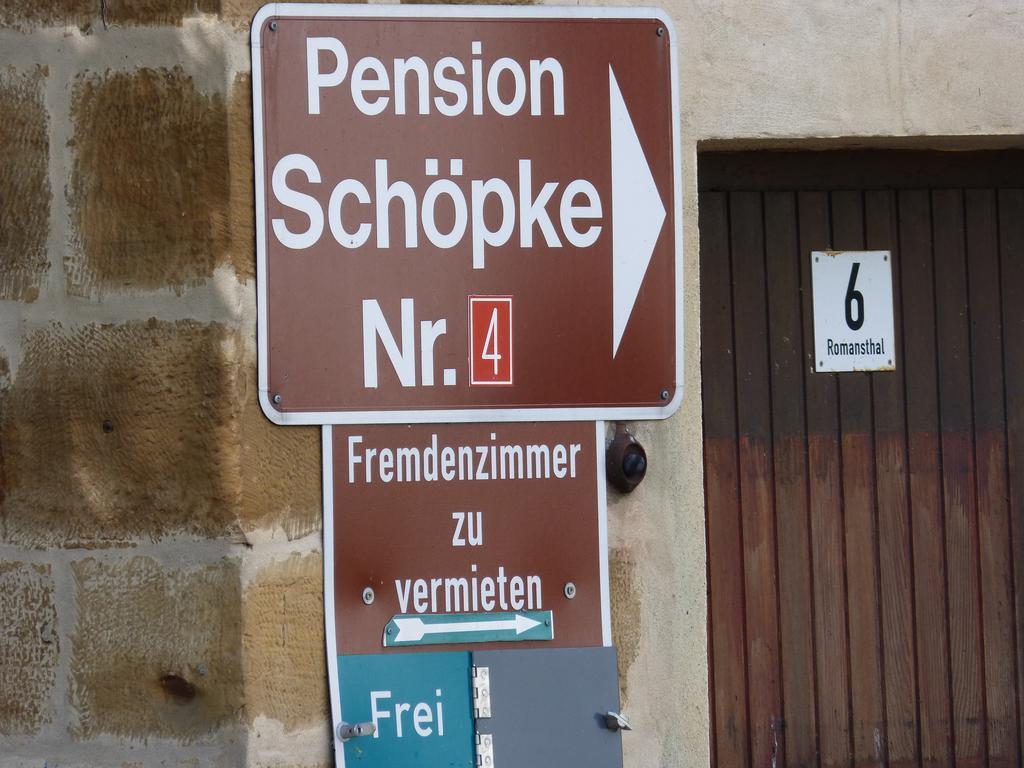 Pension
Schöpke
Nr. 4
Fremdenzimmer
zu
vermieten
Frei
6
Romansthal